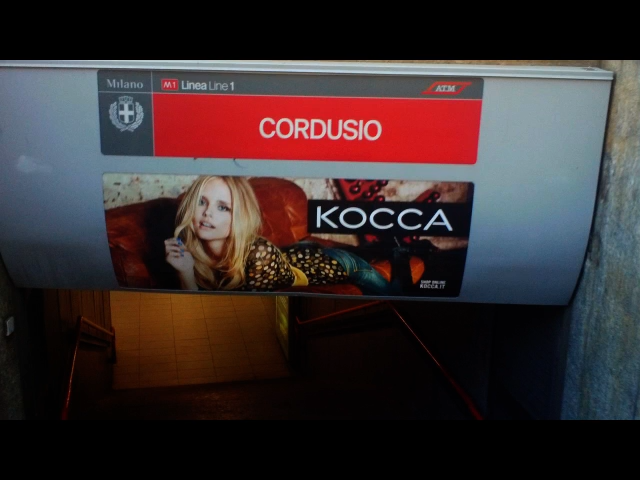 Milano
M1 Linea Line 1
ATM
CORDUSIO
KOCCA
SHOP ONLINE
KOCCA.IT